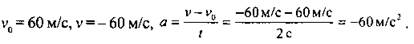 v₀ = 60 м/с, v = – 60 м/с, a = (v – v₀)/t = (–60 м/с – 60 м/с)/(2 с) = –60 м/с² .